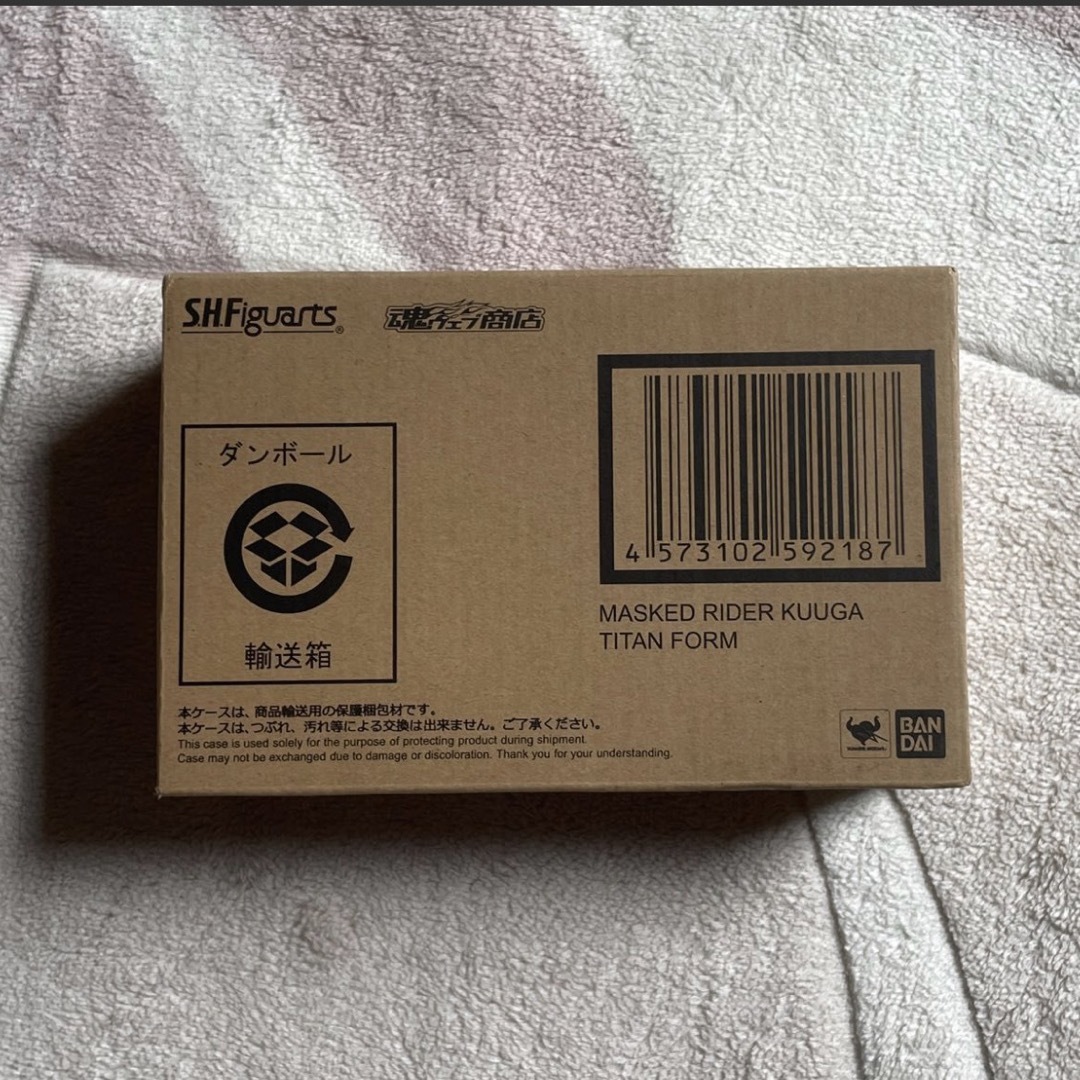 S.H.Figuarts®
魂ウェブ商店
ダンボール
輸送箱
4 573102 592187
MASKED RIDER KUUGA
TITAN FORM
本ケースは、商品輸送用の保護梱包材です。
本ケースは、つぶれ、汚れ等による交換は出来ません。ご了承ください。
This case is used solely for the purpose of protecting product during shipment.
Case may not be exchanged due to damage or discoloration. Thank you for your understanding.
BAN
DAI